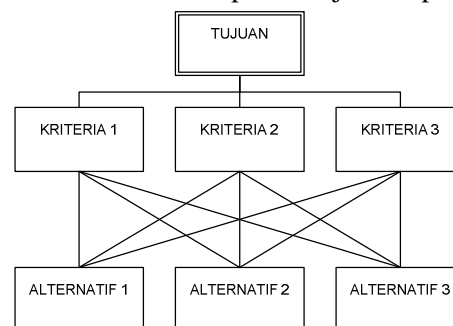 TUJUAN
KRITERIA 1 KRITERIA 2 KRITERIA 3
ALTERNATIF 1 ALTERNATIF 2 ALTERNATIF 3